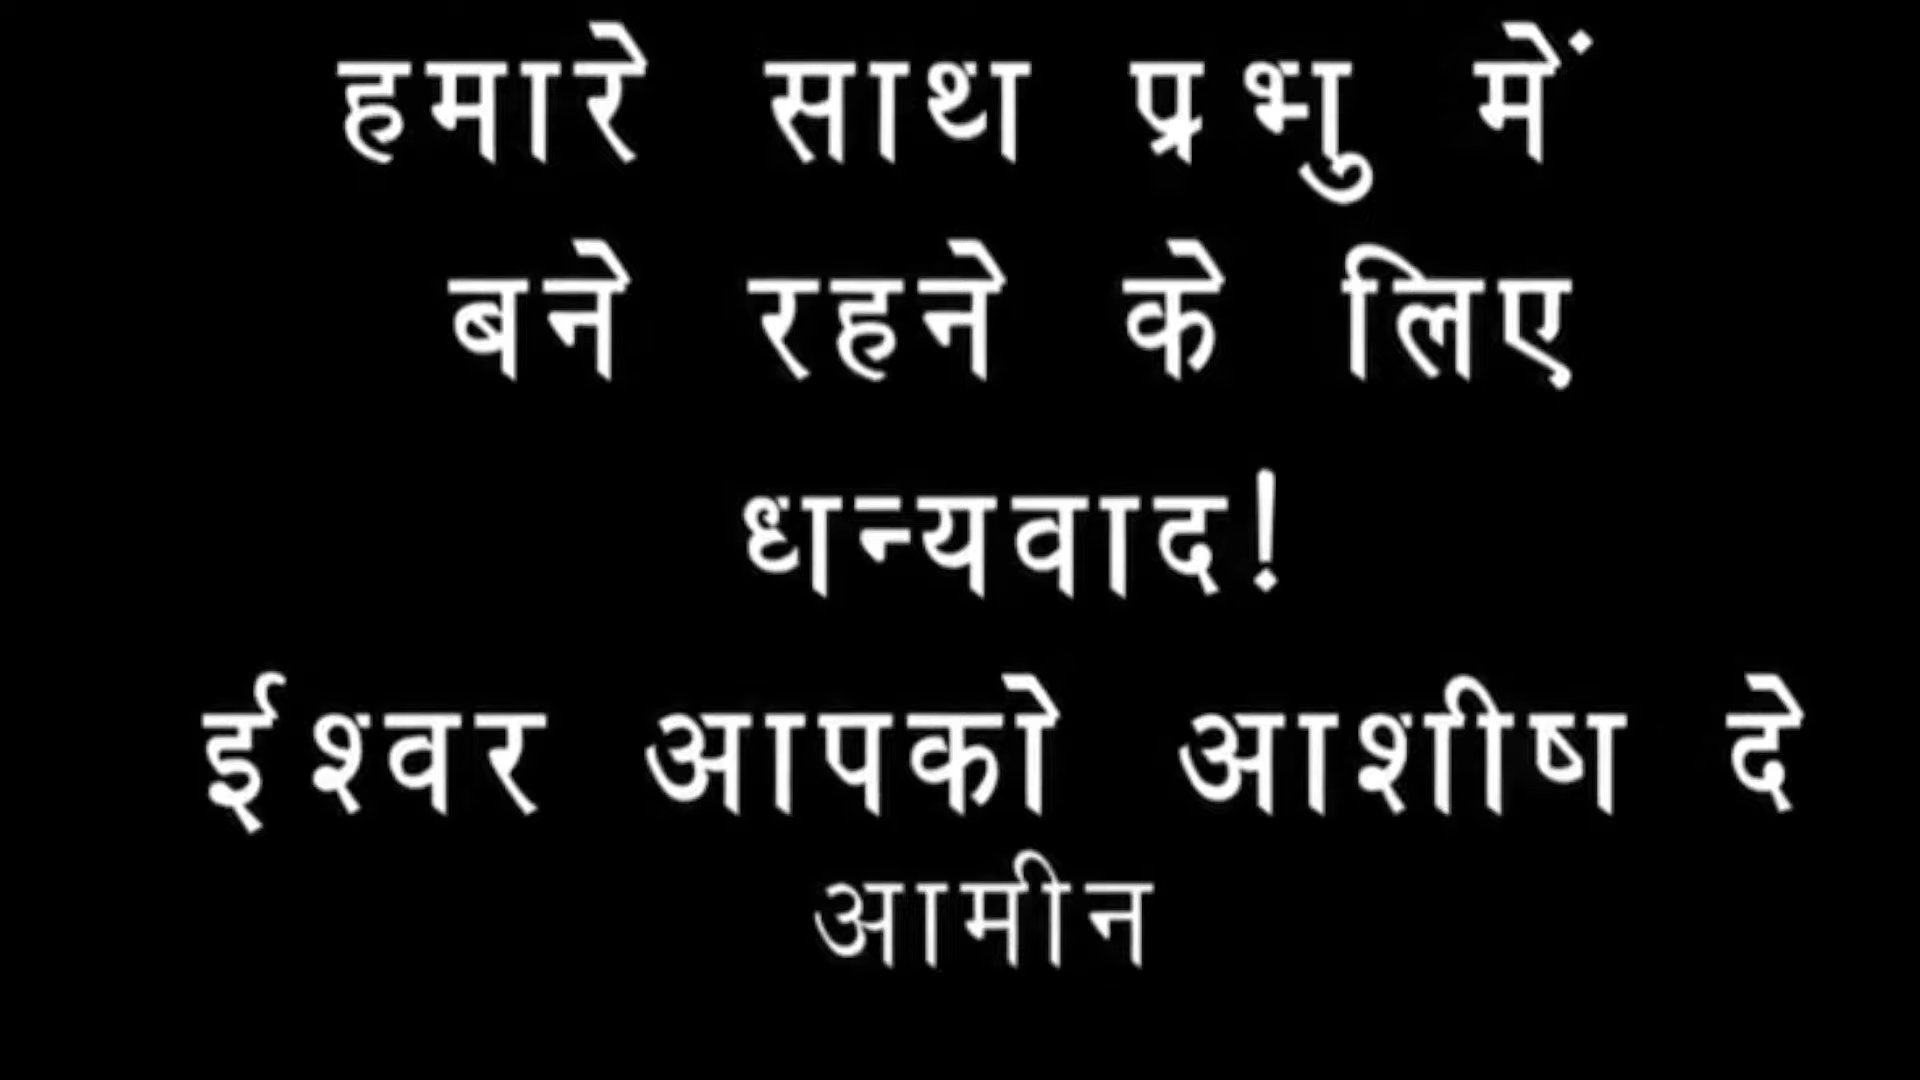 हमारे साथ प्रभु में
बने रहने के लिए
धन्यवाद!
ईश्वर आपको आशीष दे
आमीन